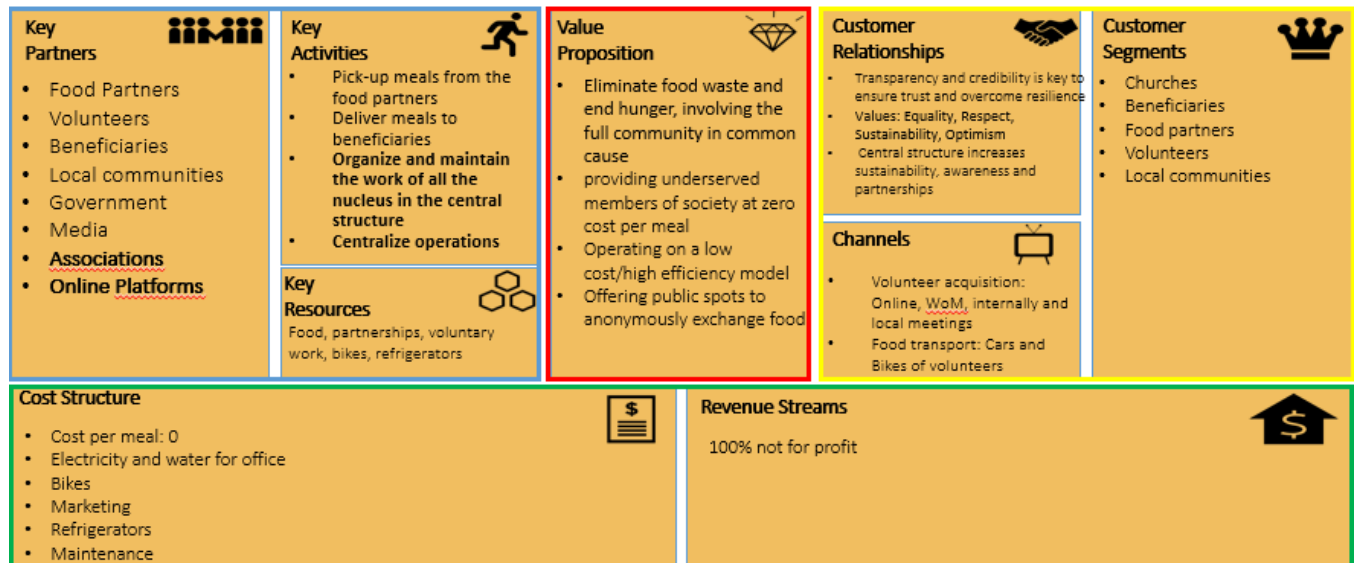 Key
Partners
• Food Partners
• Volunteers
• Beneficiaries
• Local communities
• Government
• Media
• Associations
• Online Platforms
Key
Activities
• Pick-up meals from the
food partners
• Deliver meals to
beneficiaries
• Organize and maintain
the work of all the
nucleus in the central
structure
• Centralize operations
Key
Resources
Food, partnerships, voluntary
work, bikes, refrigerators
Value
Proposition
• Eliminate food waste and
end hunger, involving the
full community in common
cause
• providing underserved
members of society at zero
cost per meal
• Operating on a low
cost/high efficiency model
• Offering public spots to
anonymously exchange food
Customer
Relationships
• Transparency and credibility is key to
ensure trust and overcome resilience
• Values: Equality, Respect,
Sustainability, Optimism
• Central structure increases
sustainability, awareness and
partnerships
Channels
• Volunteer acquisition:
Online, WoM, internally and
local meetings
• Food transport: Cars and
Bikes of volunteers
Customer
Segments
• Churches
• Beneficiaries
• Food partners
• Volunteers
• Local communities
Cost Structure
• Cost per meal: 0
• Electricity and water for office
• Bikes
• Marketing
• Refrigerators
• Maintenance
$
Revenue Streams
100% not for profit
$